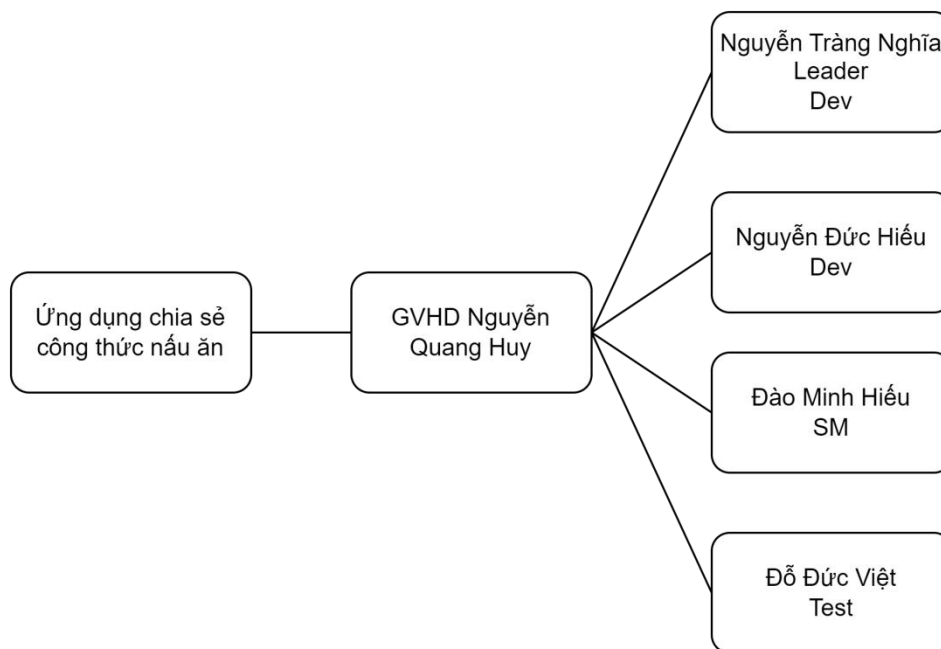 Ứng dụng chia sẻ
công thức nấu ăn
GVHD Nguyễn
Quang Huy
Nguyễn Tràng Nghĩa
Leader
Dev
Nguyễn Đức Hiếu
Dev
Đào Minh Hiếu
SM
Đỗ Đức Việt
Test